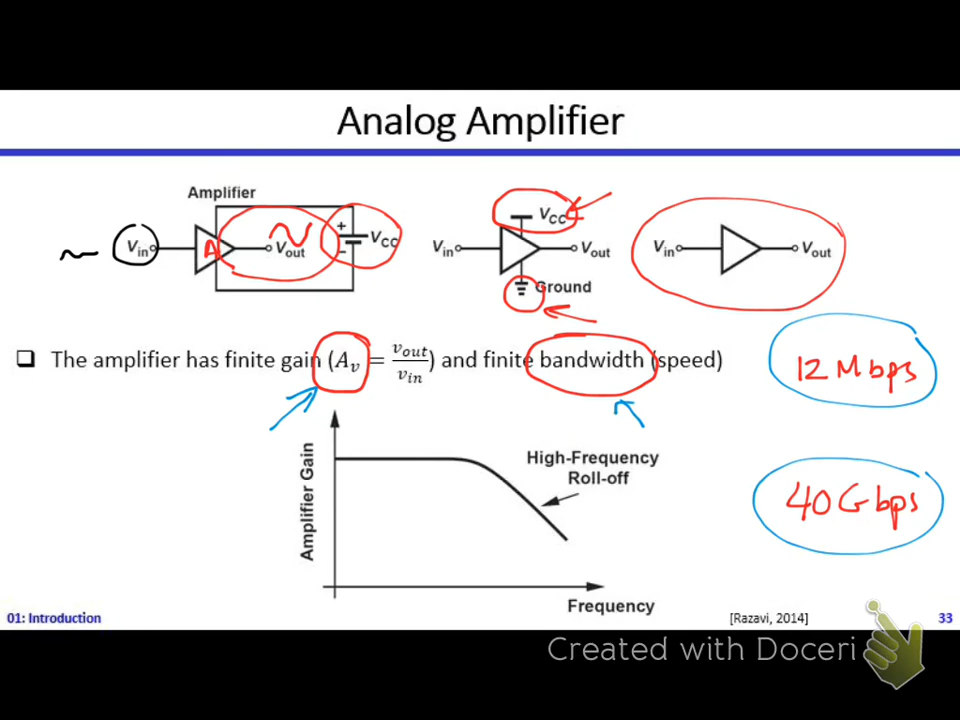 Analog Amplifier
Amplifier
~ Vin A Vout ~ + - VCC
Vin VCC Vout
Ground
Vin Vout
❑ The amplifier has finite gain (Av = vout/vin) and finite bandwidth (speed)
12 Mbps
40 Gbps
Amplifier Gain
High-Frequency
Roll-off
Frequency
01: Introduction
[Razavi, 2014]
33
Created with Doceri